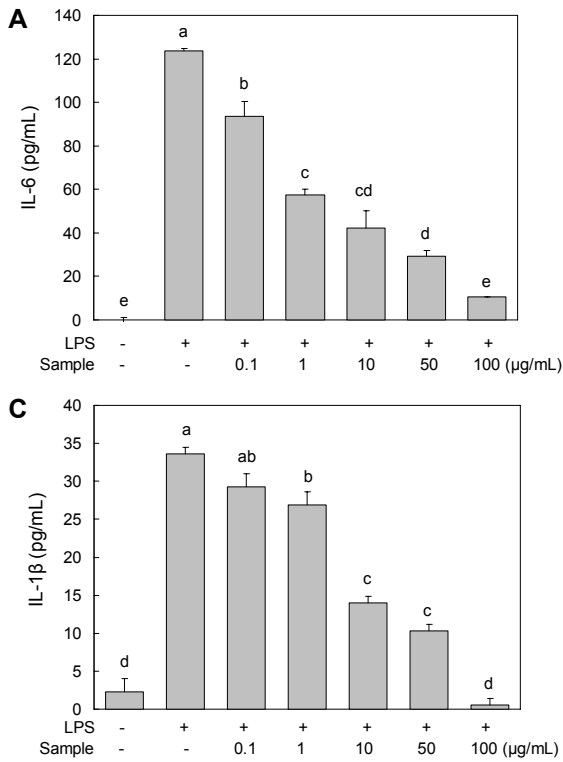 A
140
a
120
b
100
80
c
60
cd
40
d
20
e
e
0
IL-6 (pg/mL)
LPS - + + + + + +
Sample - - 0.1 1 10 50 100 (μg/mL)
C
40
35
a
ab
30
b
25
20
c
15
c
10
5
d
d
0
IL-1β (pg/mL)
LPS - + + + + + +
Sample - - 0.1 1 10 50 100 (μg/mL)